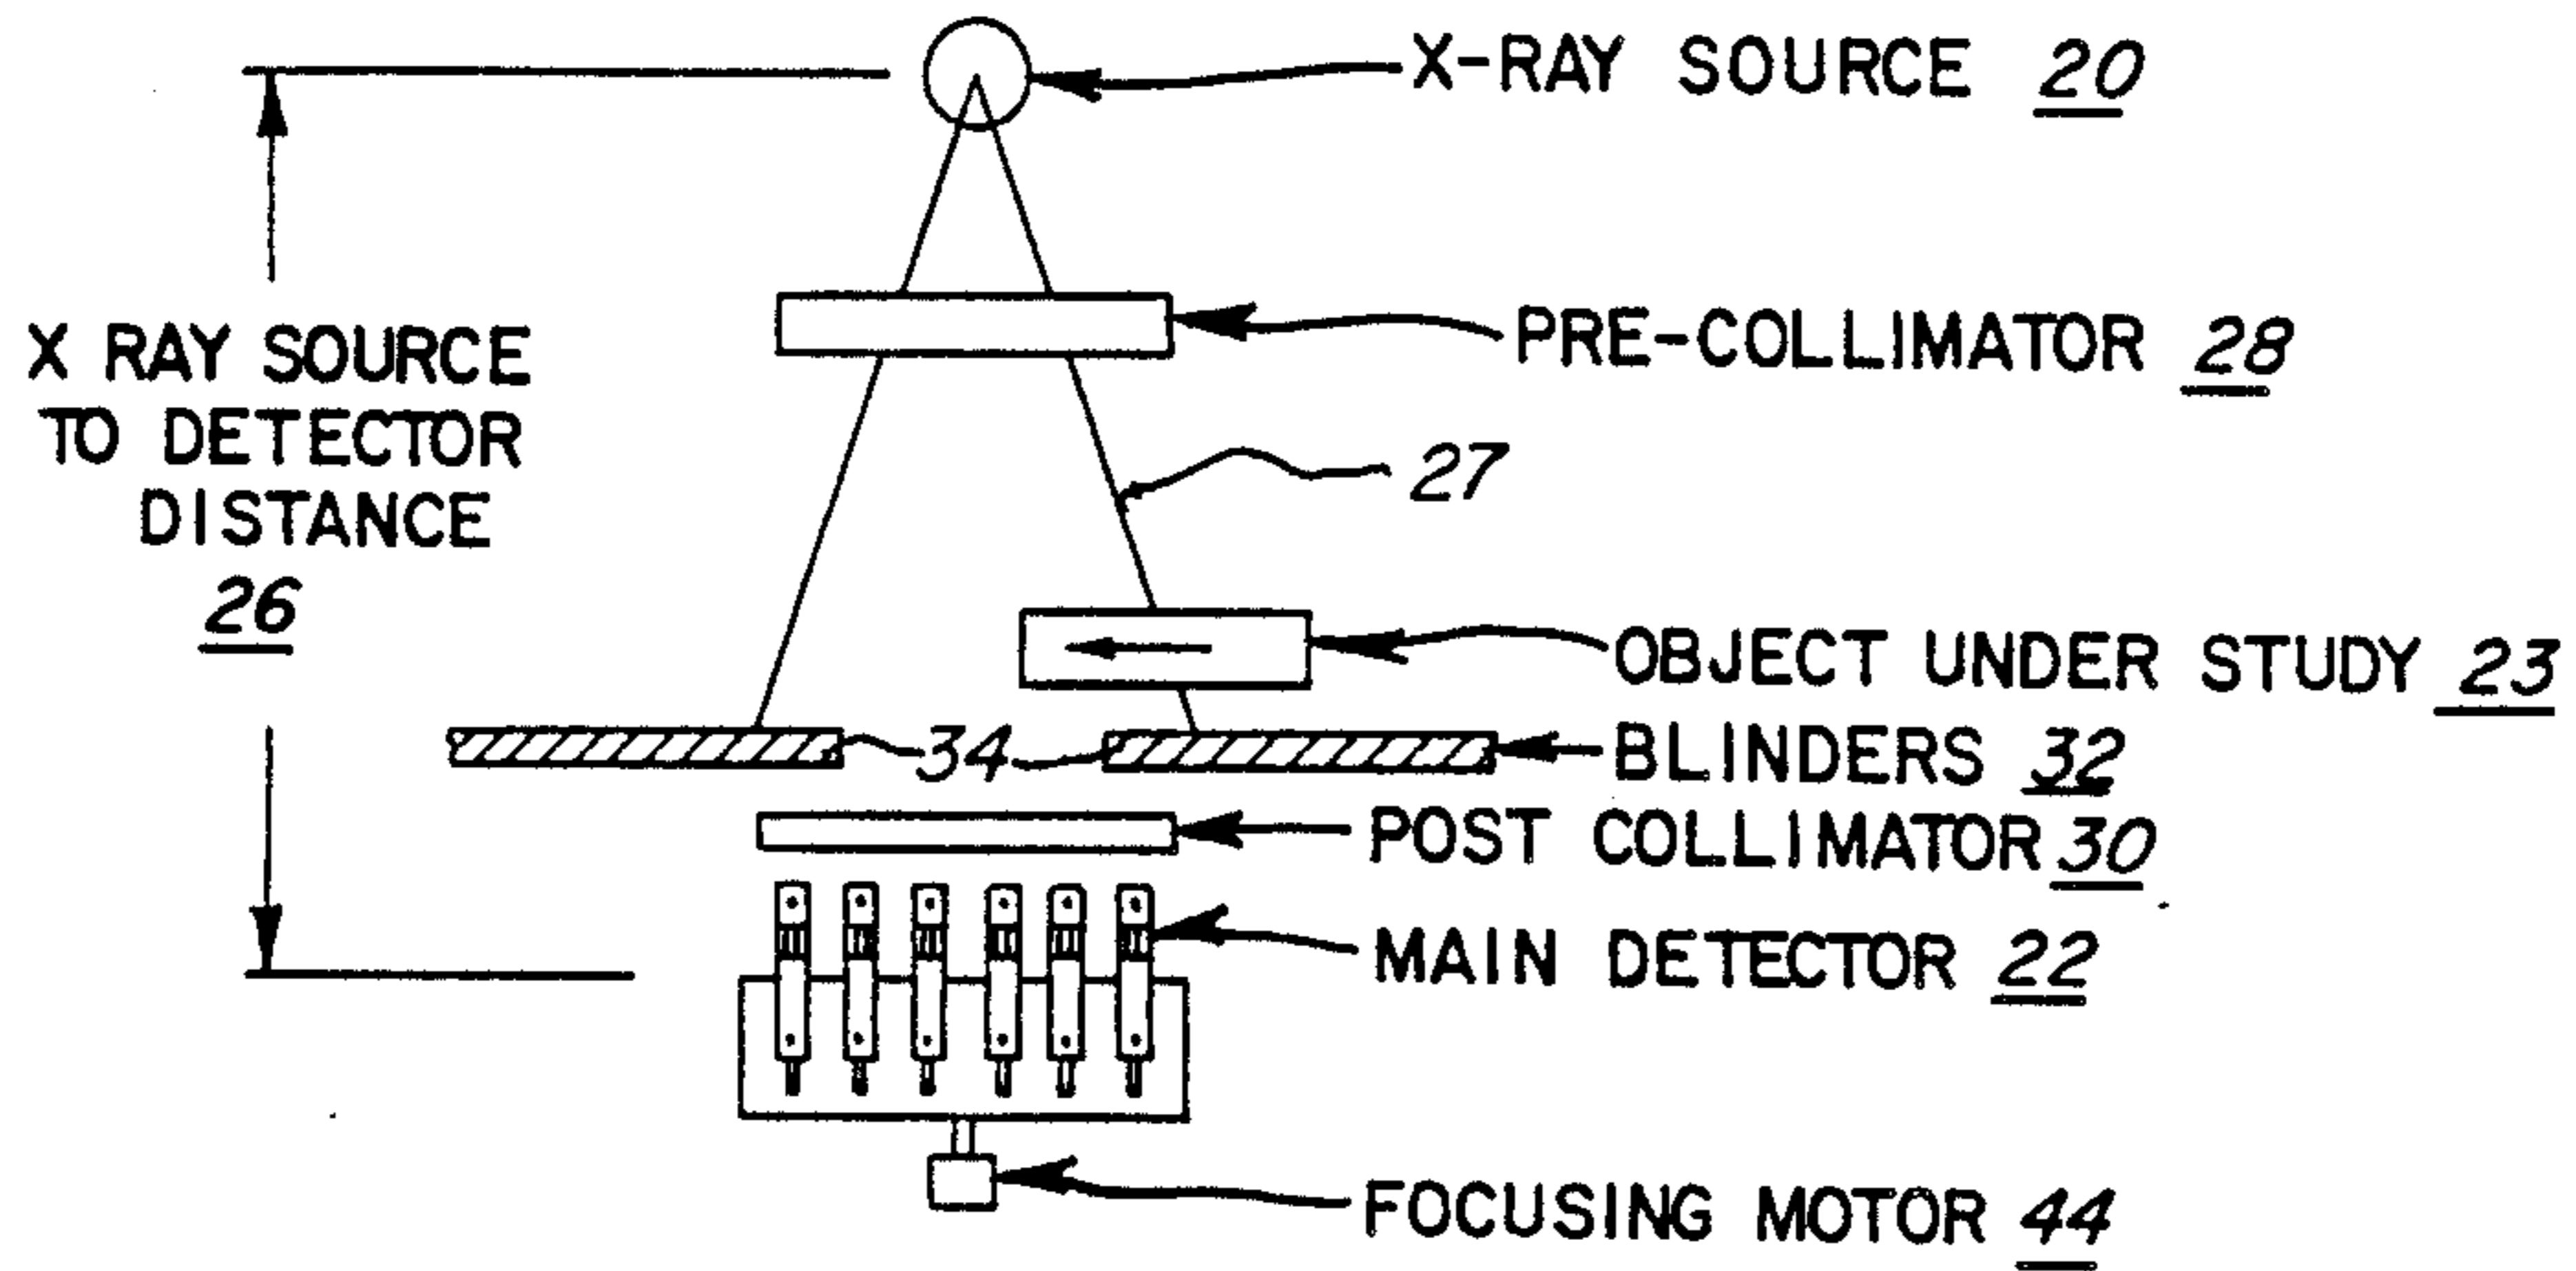 X-RAY SOURCE 20
PRE-COLLIMATOR 28
X RAY SOURCE
TO DETECTOR
DISTANCE
26
27
OBJECT UNDER STUDY 23
34
BLINDERS 32
POST COLLIMATOR 30
MAIN DETECTOR 22
FOCUSING MOTOR 44